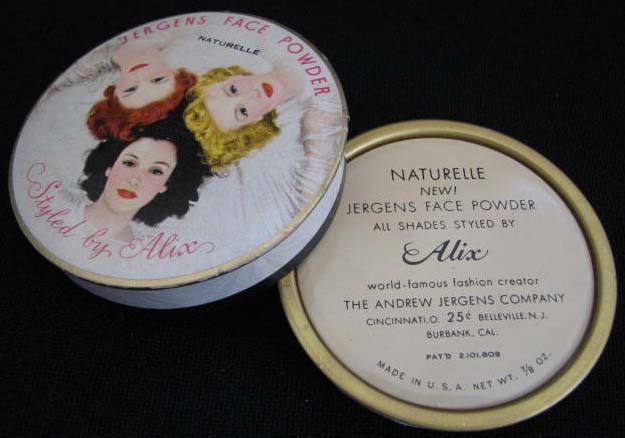 JERGENS FACE POWDER
NATURELLE
Styled by Alix
NATURELLE
NEW!
JERGENS FACE POWDER
ALL SHADES STYLED BY
Alix
world-famous fashion creator
THE ANDREW JERGENS COMPANY
CINCINNATI,O. 25¢ BELLEVILLE, N.J.
BURBANK, CAL.
PAT'D 2,101,809
MADE IN U.S.A. NET WT. 7/8 OZ.